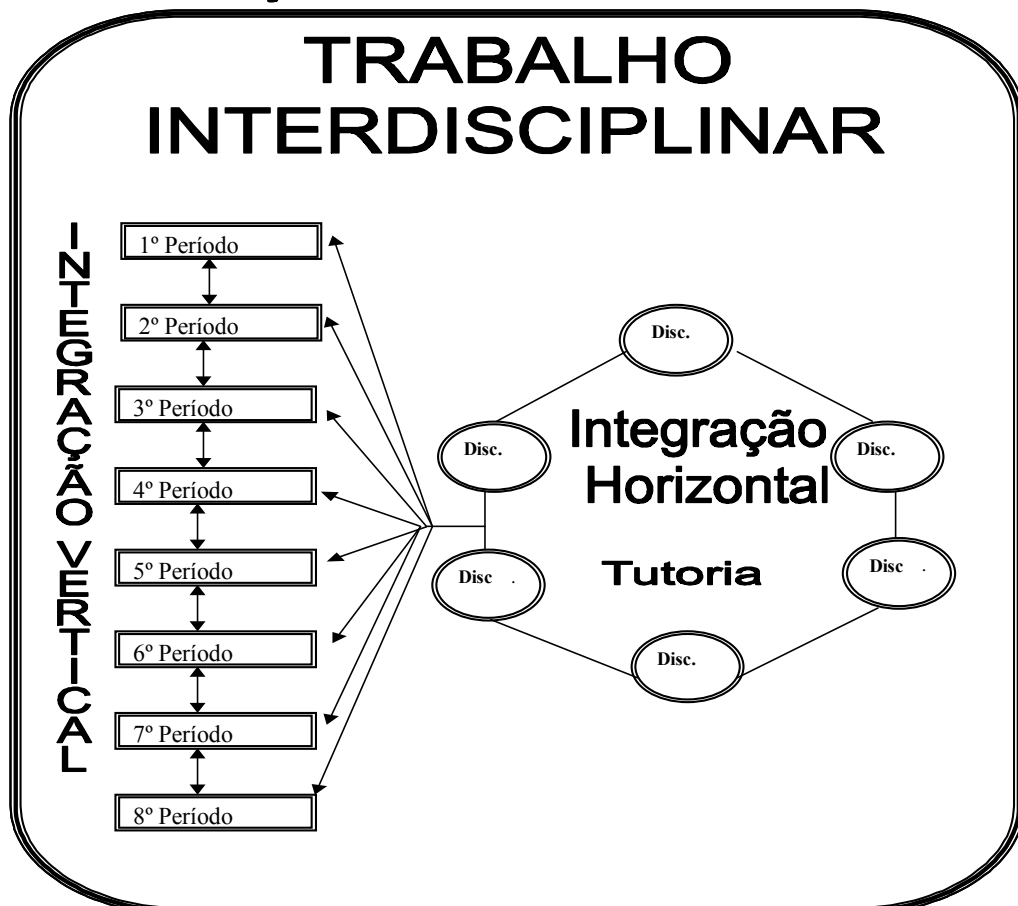 TRABALHO
INTERDISCIPLINAR
INTEGRAÇÃO VERTICAL
1º Período
2º Período
3º Período
4º Período
5º Período
6º Período
7º Período
8º Período
Disc.
Disc.
Disc.
Integração
Horizontal
Tutoria
Disc .
Disc .
Disc.